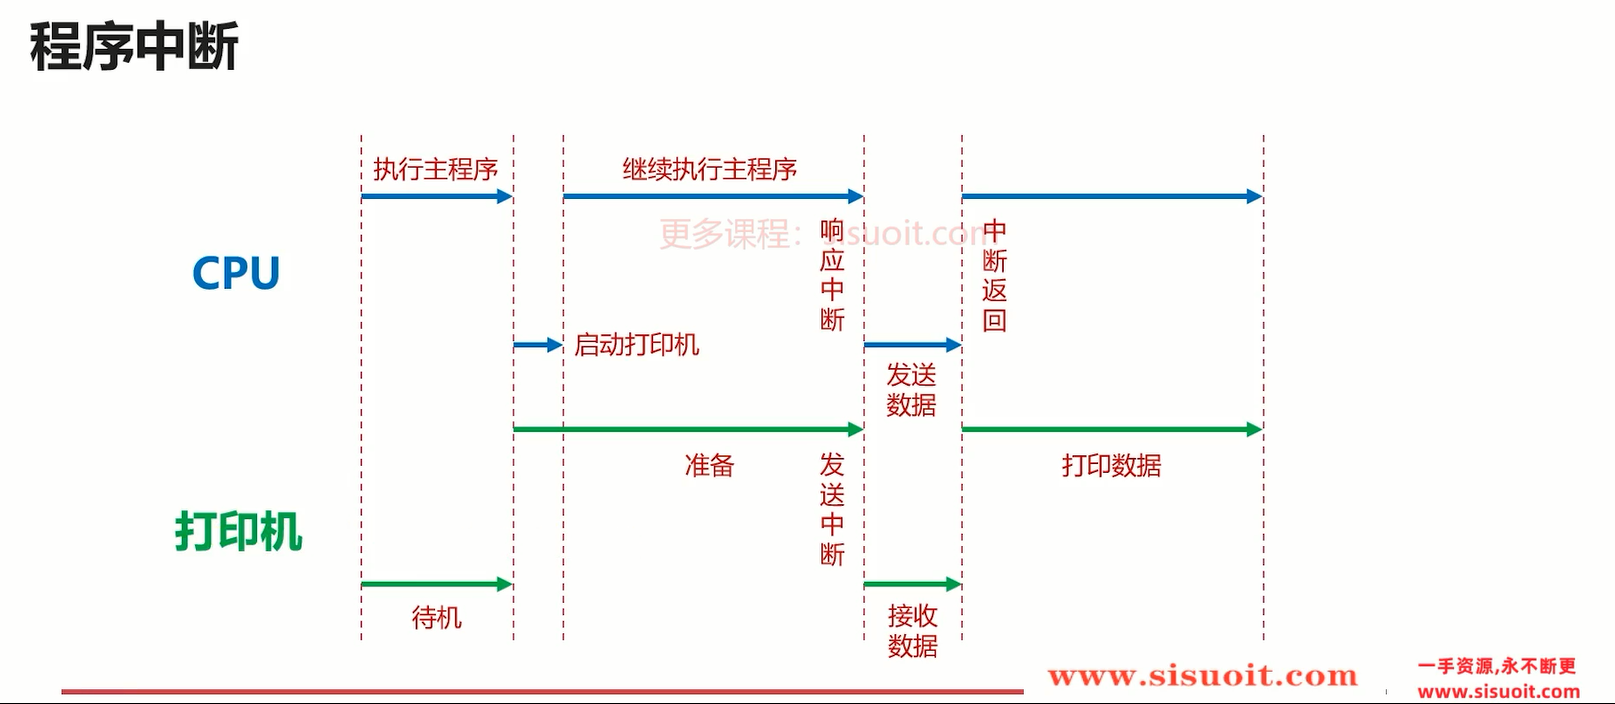 程序中断
执行主程序
继续执行主程序
更多课程：sisuoit.com
响应中断
中断返回
CPU
启动打印机
发送
数据
准备
发送中断
打印数据
打印机
待机
接收
数据
www.sisuoit.com
一手资源,永不断更
www.sisuoit.com